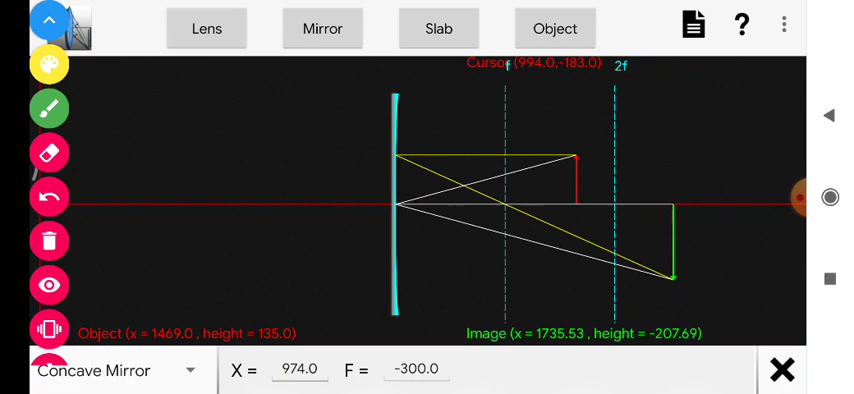 Lens Mirror Slab Object ?
Cursor (994.0,-183.0)
f 2f
Object (x = 1469.0 , height = 135.0) Image (x = 1735.53 , height = -207.69)
Concave Mirror X = 974.0 F = -300.0